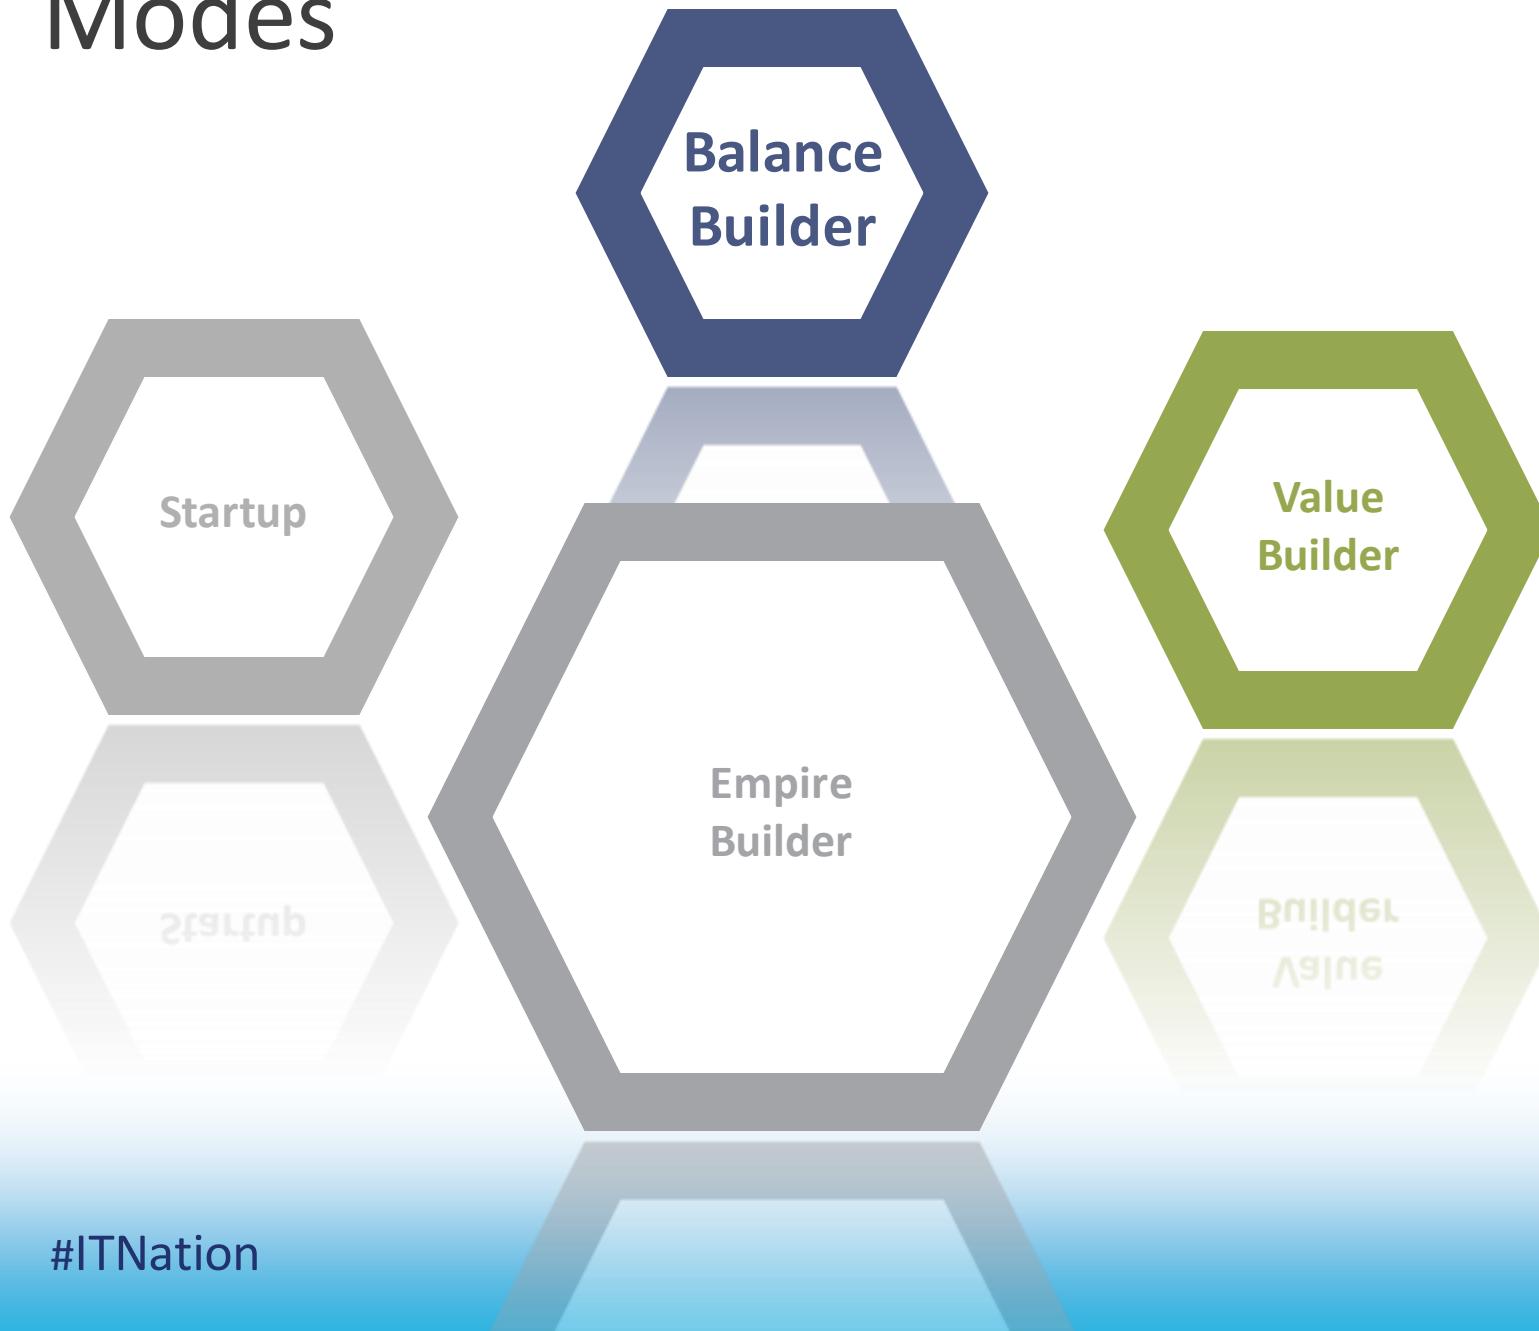 Modes
Balance
Builder
Startup
Value
Builder
Empire
Builder
Startup
Builder
Value
#ITNation